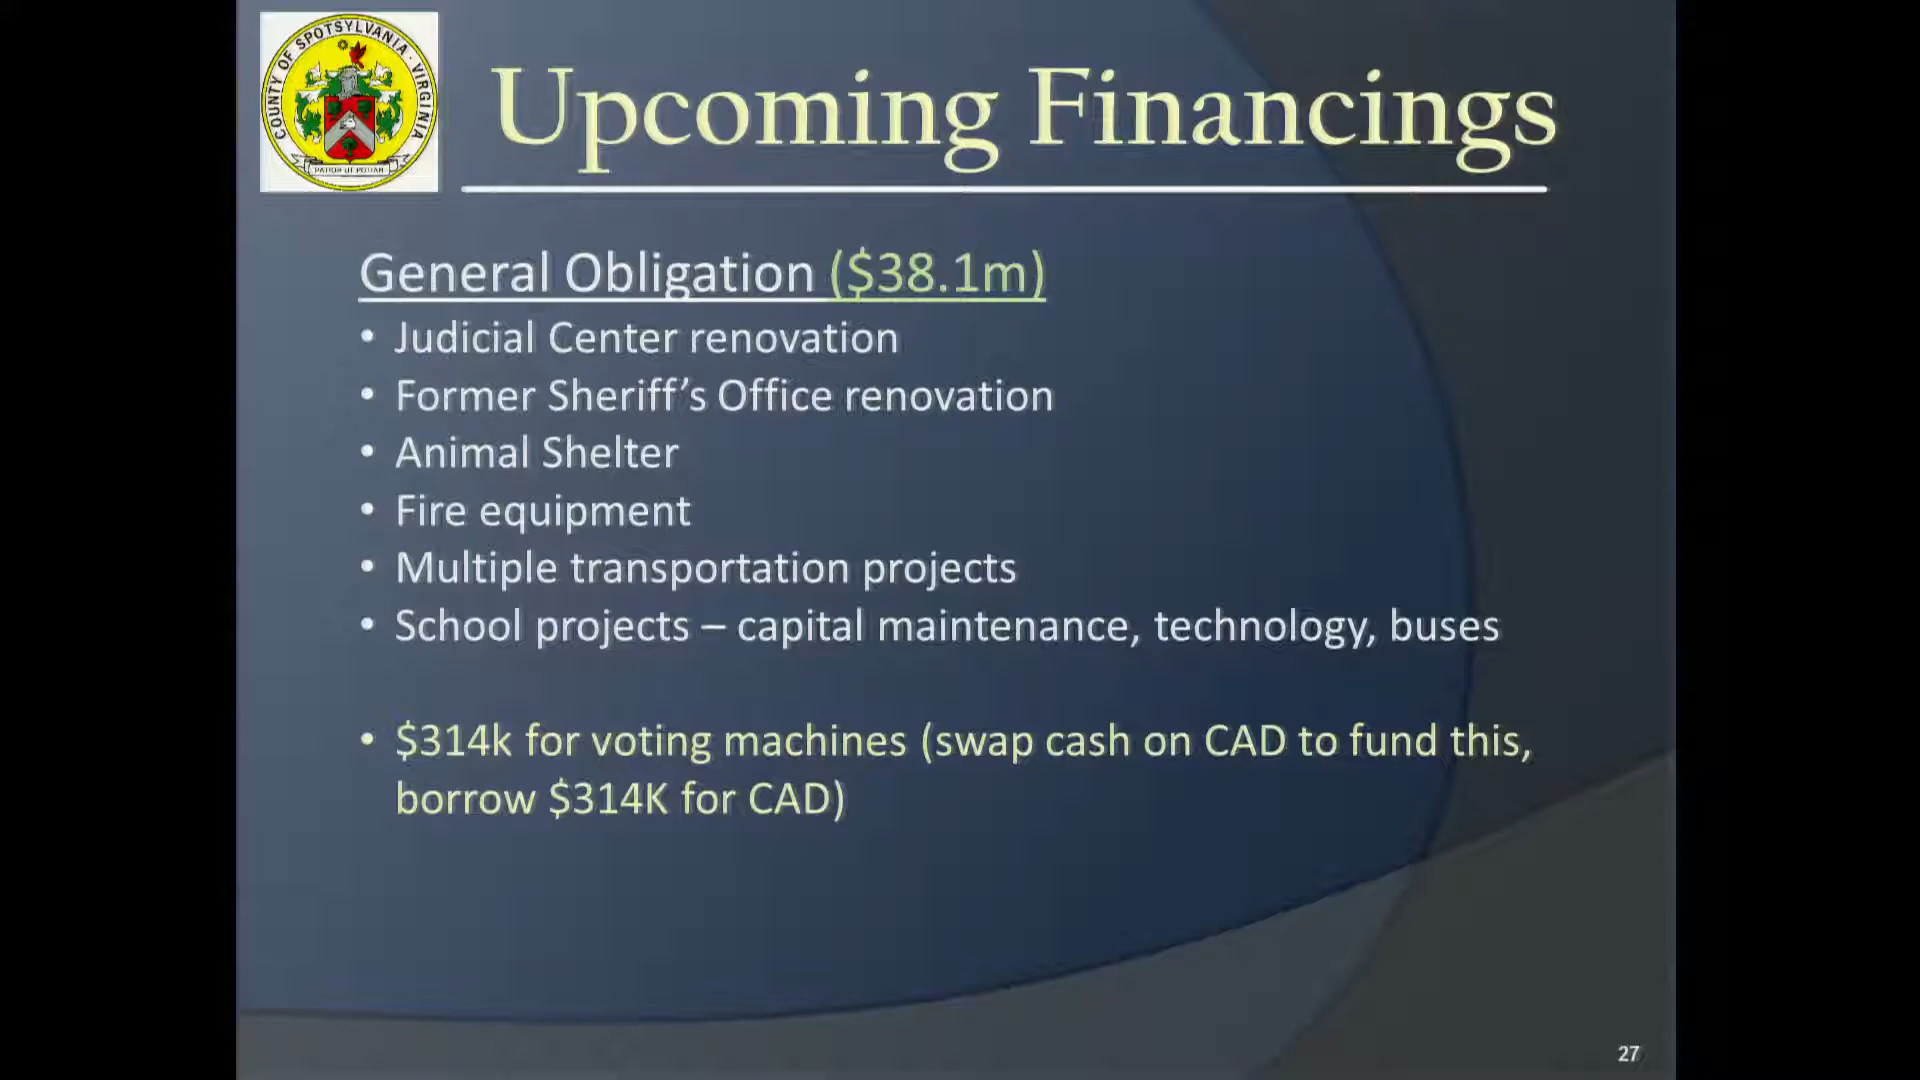 COUNTY OF SPOTSYLVANIA · VIRGINIA
Upcoming Financings
General Obligation ($38.1m)
• Judicial Center renovation
• Former Sheriff’s Office renovation
• Animal Shelter
• Fire equipment
• Multiple transportation projects
• School projects – capital maintenance, technology, buses
• $314k for voting machines (swap cash on CAD to fund this,
borrow $314K for CAD)
27